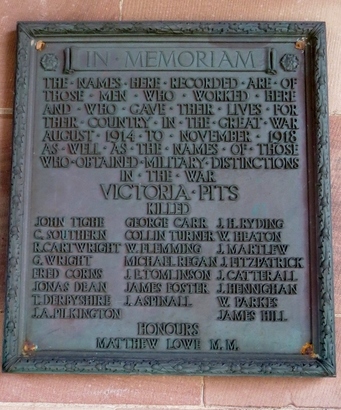 IN · MEMORIAM
THE · NAMES · HERE · RECORDED · ARE · OF
THOSE · MEN · WHO · WORKED · HERE
AND · WHO · GAVE · THEIR · LIVES · FOR
THEIR · COUNTRY · IN · THE · GREAT · WAR
AUGUST · 1914 · TO · NOVEMBER · 1918
AS · WELL · AS · THE · NAMES · OF · THOSE
WHO · OBTAINED · MILITARY · DISTINCTIONS
IN · THE · WAR
VICTORIA · PITS
KILLED
JOHN TIGHE GEORGE CARR J. H. RYDING
C. SOUTHERN COLLIN TURNER W. HEATON
R. CARTWRIGHT W. FLEMMING J. MARTLEW
G. WRIGHT MICHAEL REGAN J. FITZPATRICK
FRED CORNS J. E. TOMLINSON J. CATTERALL
JONAS DEAN JAMES FOSTER J. HENNIGHAN
T. DERBYSHIRE J. ASPINALL W. PARKES
J. A. PILKINGTON JAMES HILL
HONOURS
MATTHEW LOWE M. M.